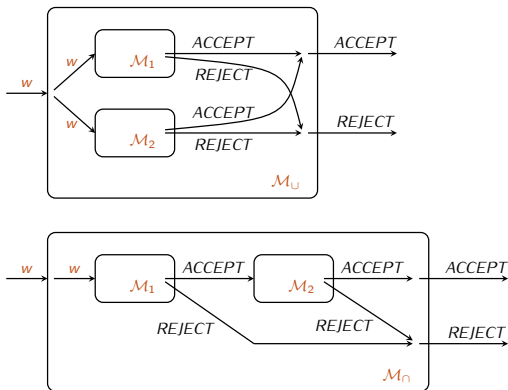 ACCEPT ACCEPT
w M₁
w REJECT
w ACCEPT
M₂ REJECT REJECT
M∪
w w M₁ ACCEPT M₂ ACCEPT ACCEPT
REJECT REJECT REJECT
M∩